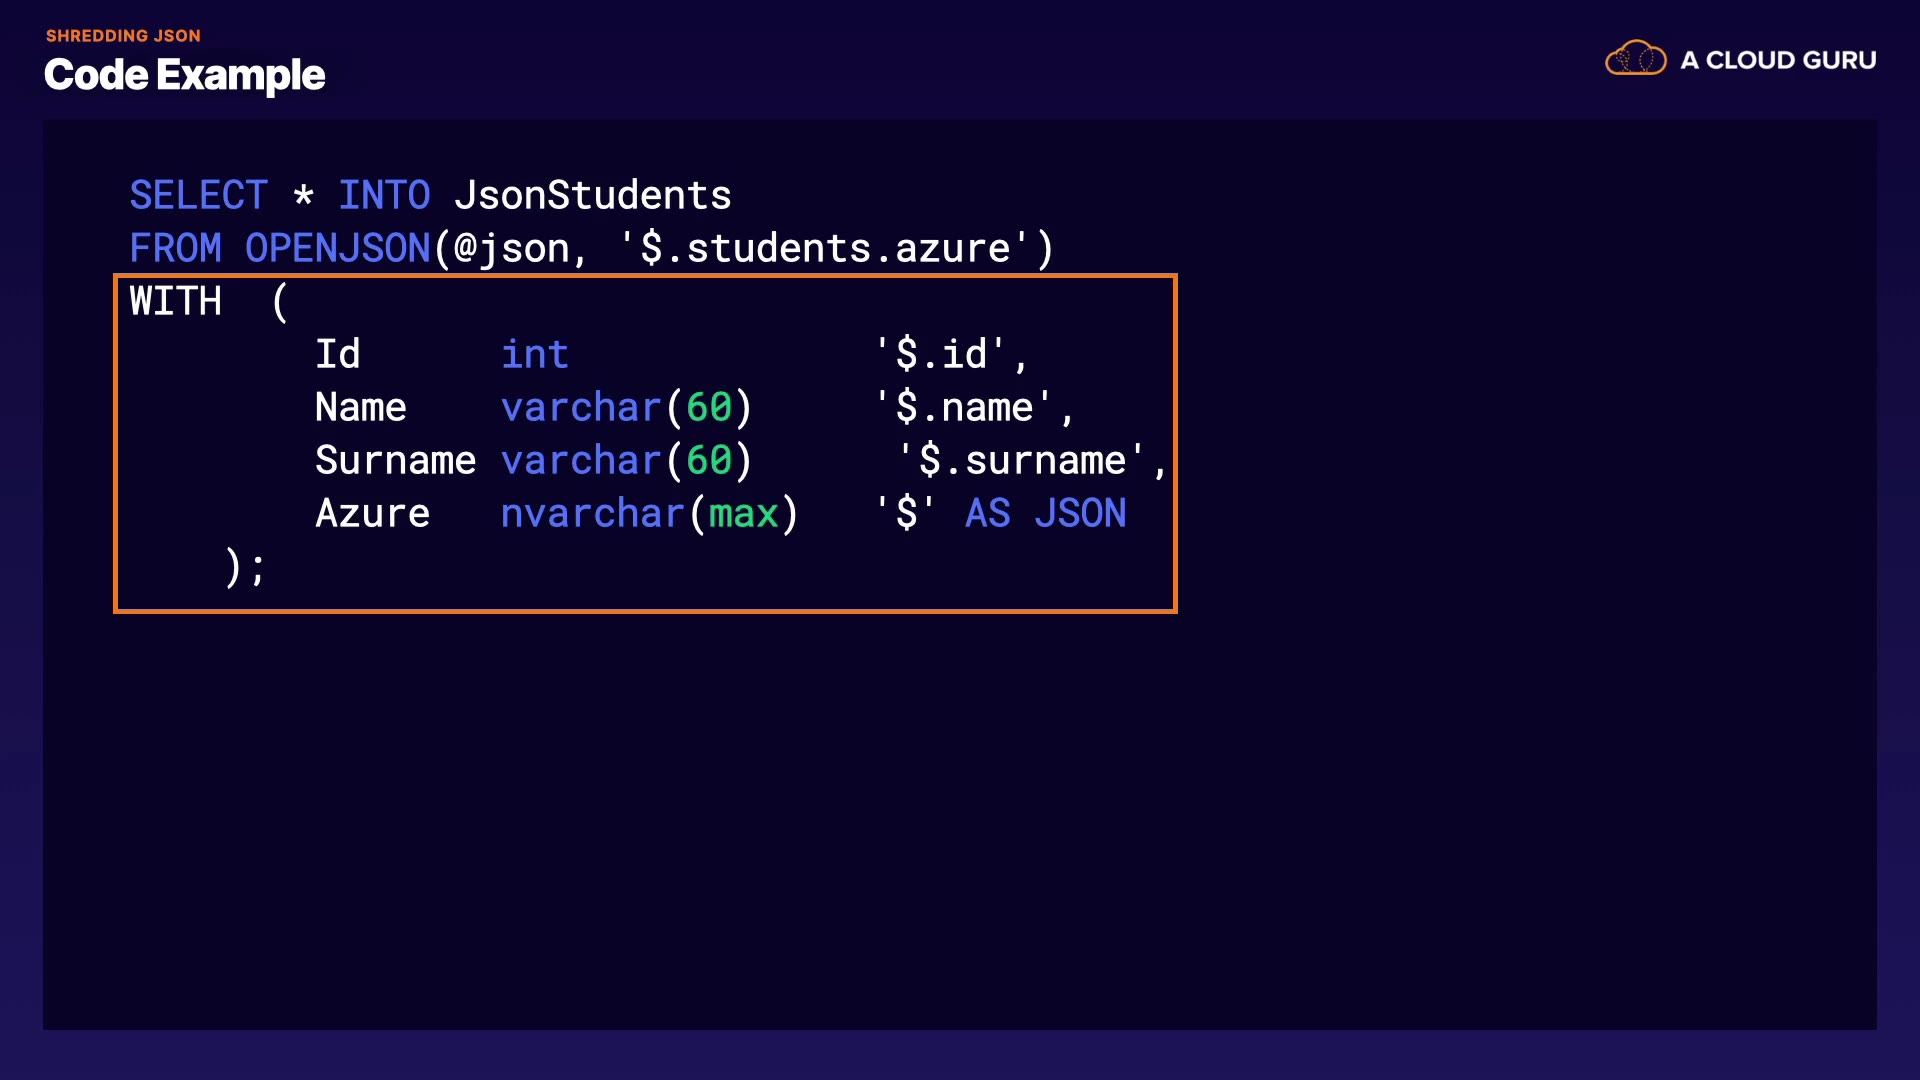 SHREDDING JSON
Code Example
A CLOUD GURU
SELECT * INTO JsonStudents
FROM OPENJSON(@json, '$.students.azure')
WITH  (
        Id      int             '$.id',
        Name    varchar(60)     '$.name',
        Surname varchar(60)      '$.surname',
        Azure   nvarchar(max)   '$' AS JSON
    );